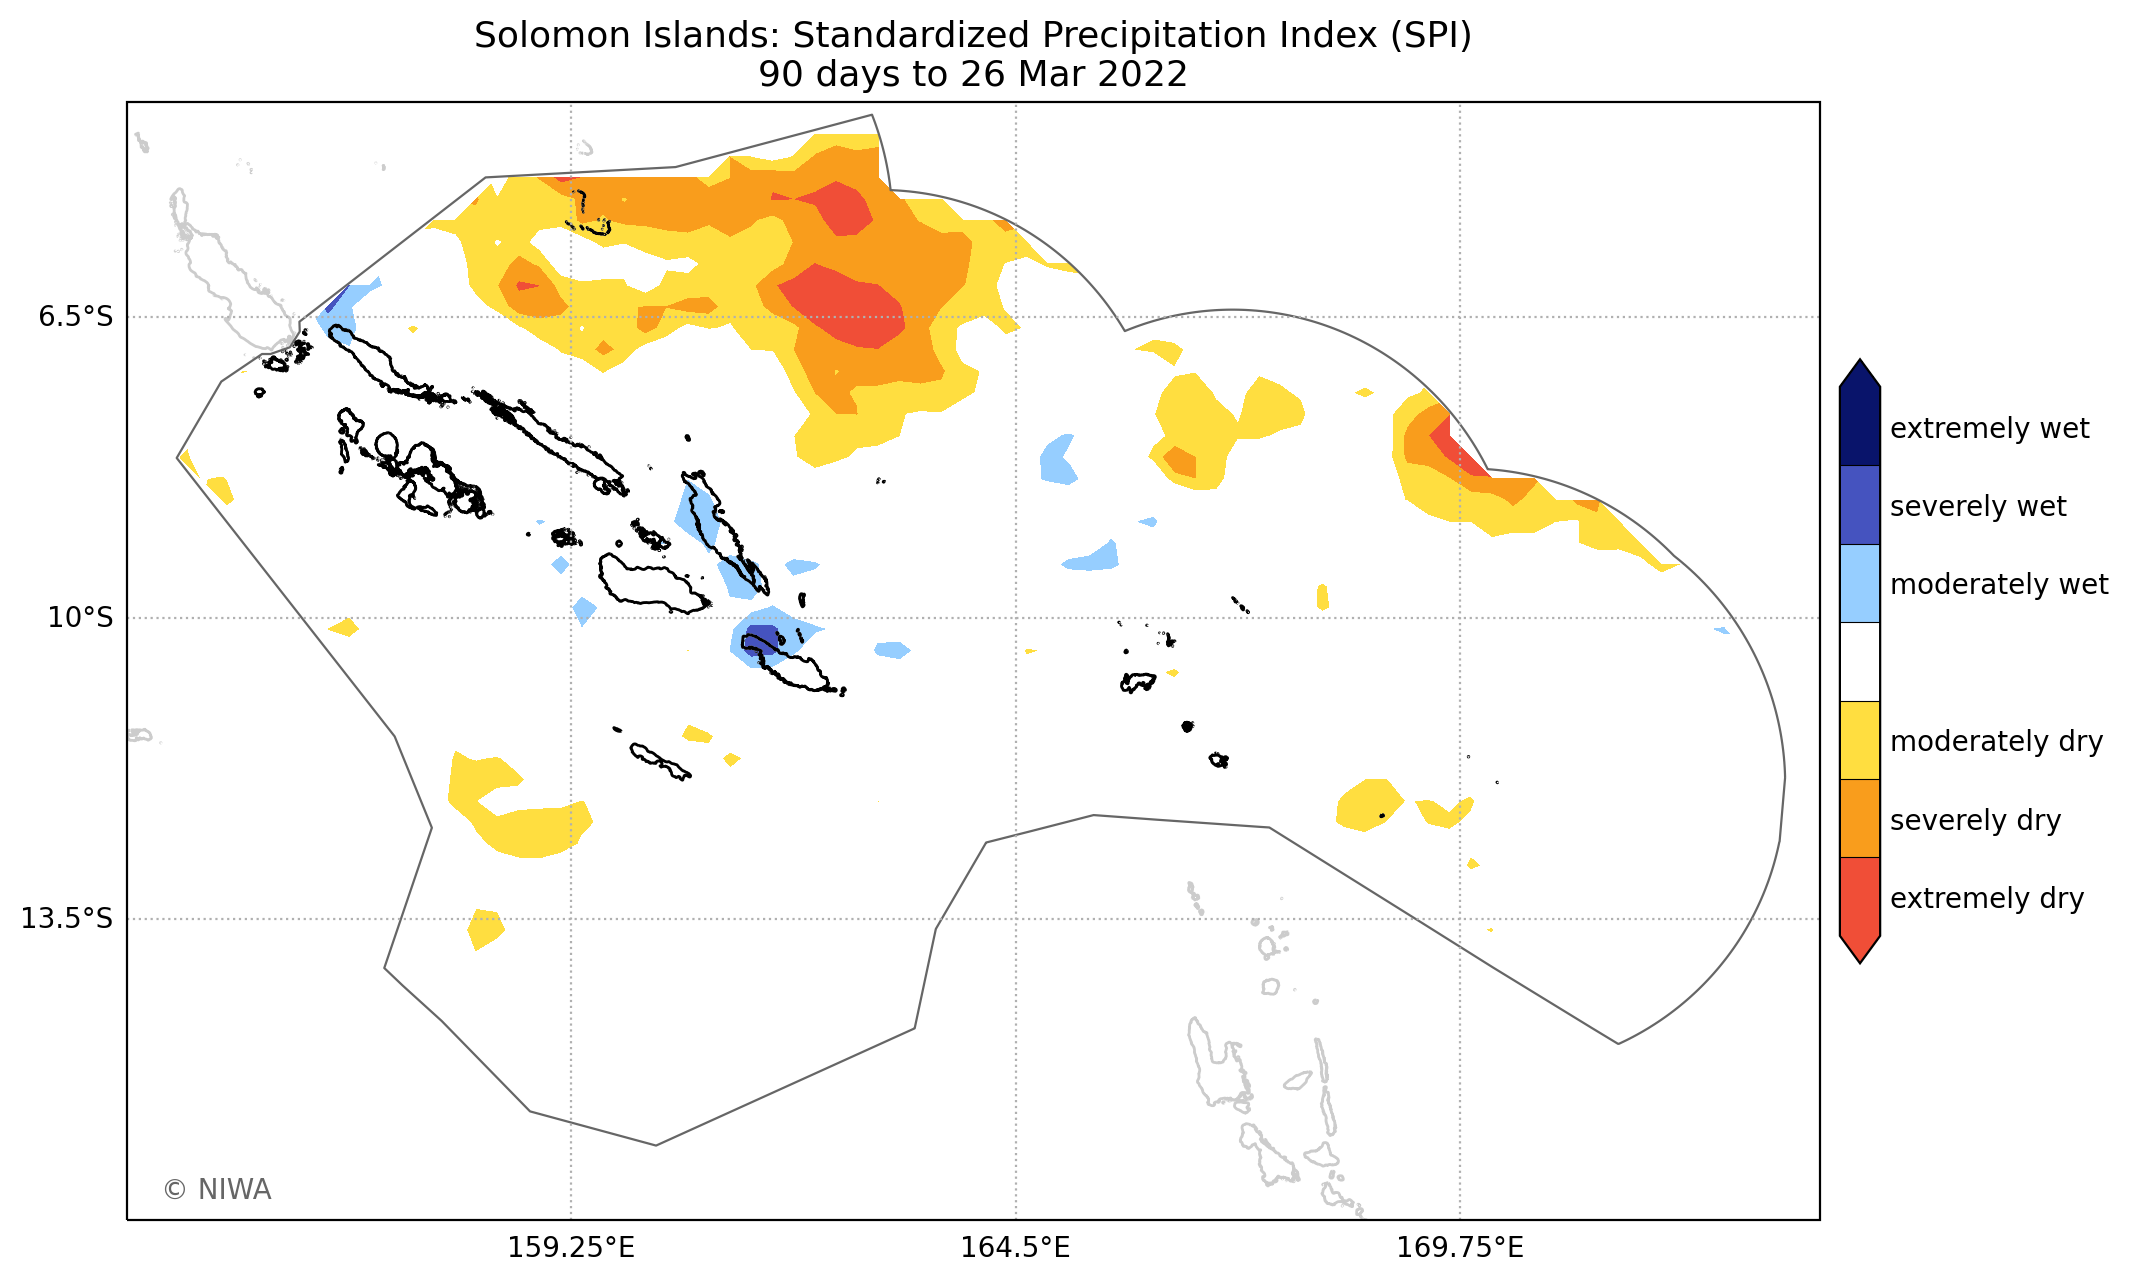 Solomon Islands: Standardized Precipitation Index (SPI)
90 days to 26 Mar 2022
6.5°S
10°S
13.5°S
159.25°E
164.5°E
169.75°E
extremely wet
severely wet
moderately wet
moderately dry
severely dry
extremely dry
© NIWA